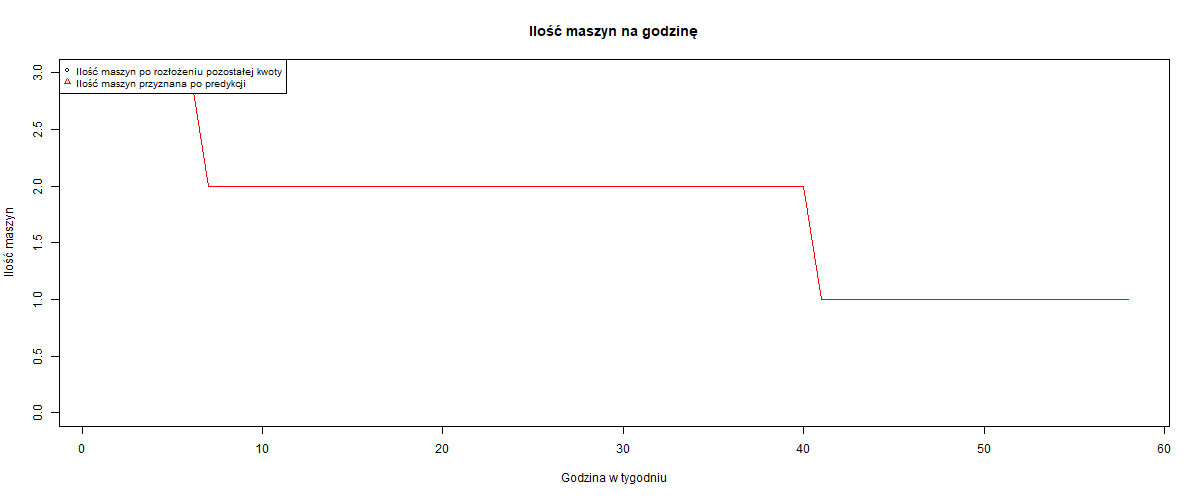 Ilość maszyn na godzinę
Ilość maszyn po rozłożeniu pozostałej kwoty
Ilość maszyn przyznana po predykcji
3.0
2.5
2.0
1.5
1.0
0.5
0.0
Ilość maszyn
0 10 20 30 40 50 60
Godzina w tygodniu